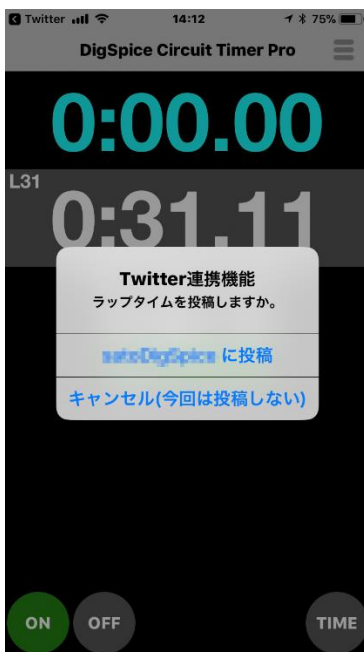 Twitter
14:12
75%
DigSpice Circuit Timer Pro
0:00.00
L31
0:31.11
Twitter連携機能
ラップタイムを投稿しますか。
に投稿
キャンセル(今回は投稿しない)
ON
OFF
TIME